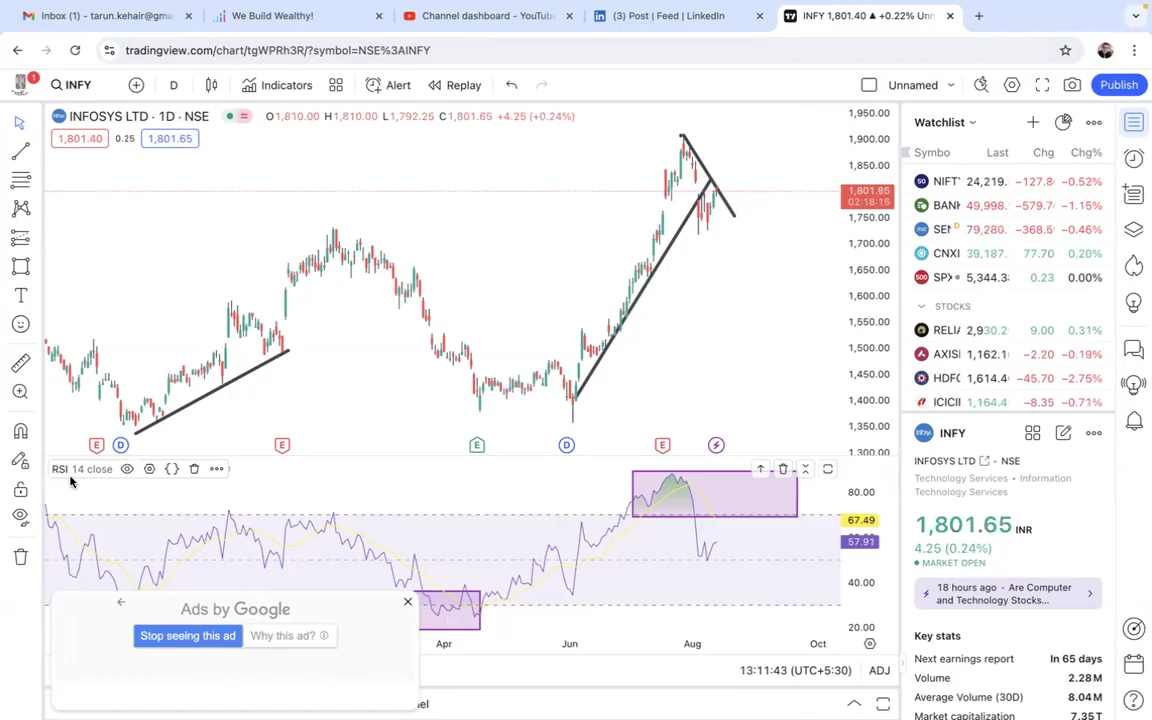 Inbox (1) - tarun.kehair@gma
We Build Wealthy!
Channel dashboard - YouTube
(3) Post | Feed | LinkedIn
INFY 1,801.40 ▲ +0.22% Unn
tradingview.com/chart/tgWPRh3R/?symbol=NSE%3AINFY
1
INFY
D
Indicators
Alert
Replay
Unnamed
Publish
INFOSYS LTD · 1D · NSE
O1,810.00 H1,810.00 L1,792.25 C1,801.65 +4.25 (+0.24%)
1,801.40
0.25
1,801.65
1,950.00
1,900.00
1,850.00
1,801.65
02:18:16
1,750.00
1,700.00
1,650.00
1,600.00
1,550.00
1,500.00
1,450.00
1,400.00
1,350.00
1,300.00
E
D
E
E
D
E
RSI 14 close
80.00
67.49
57.91
40.00
20.00
Apr
Jun
Aug
Oct
Ads by Google
Stop seeing this ad
Why this ad?
13:11:43 (UTC+5:30)
ADJ
Watchlist
Symbo
Last
Chg
Chg%
NIFT 24,219. −127.8 −0.52%
BANK 49,998. −579.7 −1.15%
SEN D 79,280. −368.5 −0.46%
CNXI 39,187. 77.70 0.20%
SPX 5,344.3 0.23 0.00%
STOCKS
RELIA 2,930.2 9.00 0.31%
AXISI 1,162.1 −2.20 −0.19%
HDFC 1,614.4 −45.70 −2.75%
ICICII 1,164.4 −8.35 −0.71%
INFY
INFOSYS LTD · NSE
Technology Services • Information
Technology Services
1,801.65 INR
4.25 (0.24%)
MARKET OPEN
18 hours ago · Are Computer
and Technology Stocks...
Key stats
Next earnings report In 65 days
Volume 2.28M
Average Volume (30D) 8.04M
Market capitalization 7.35T